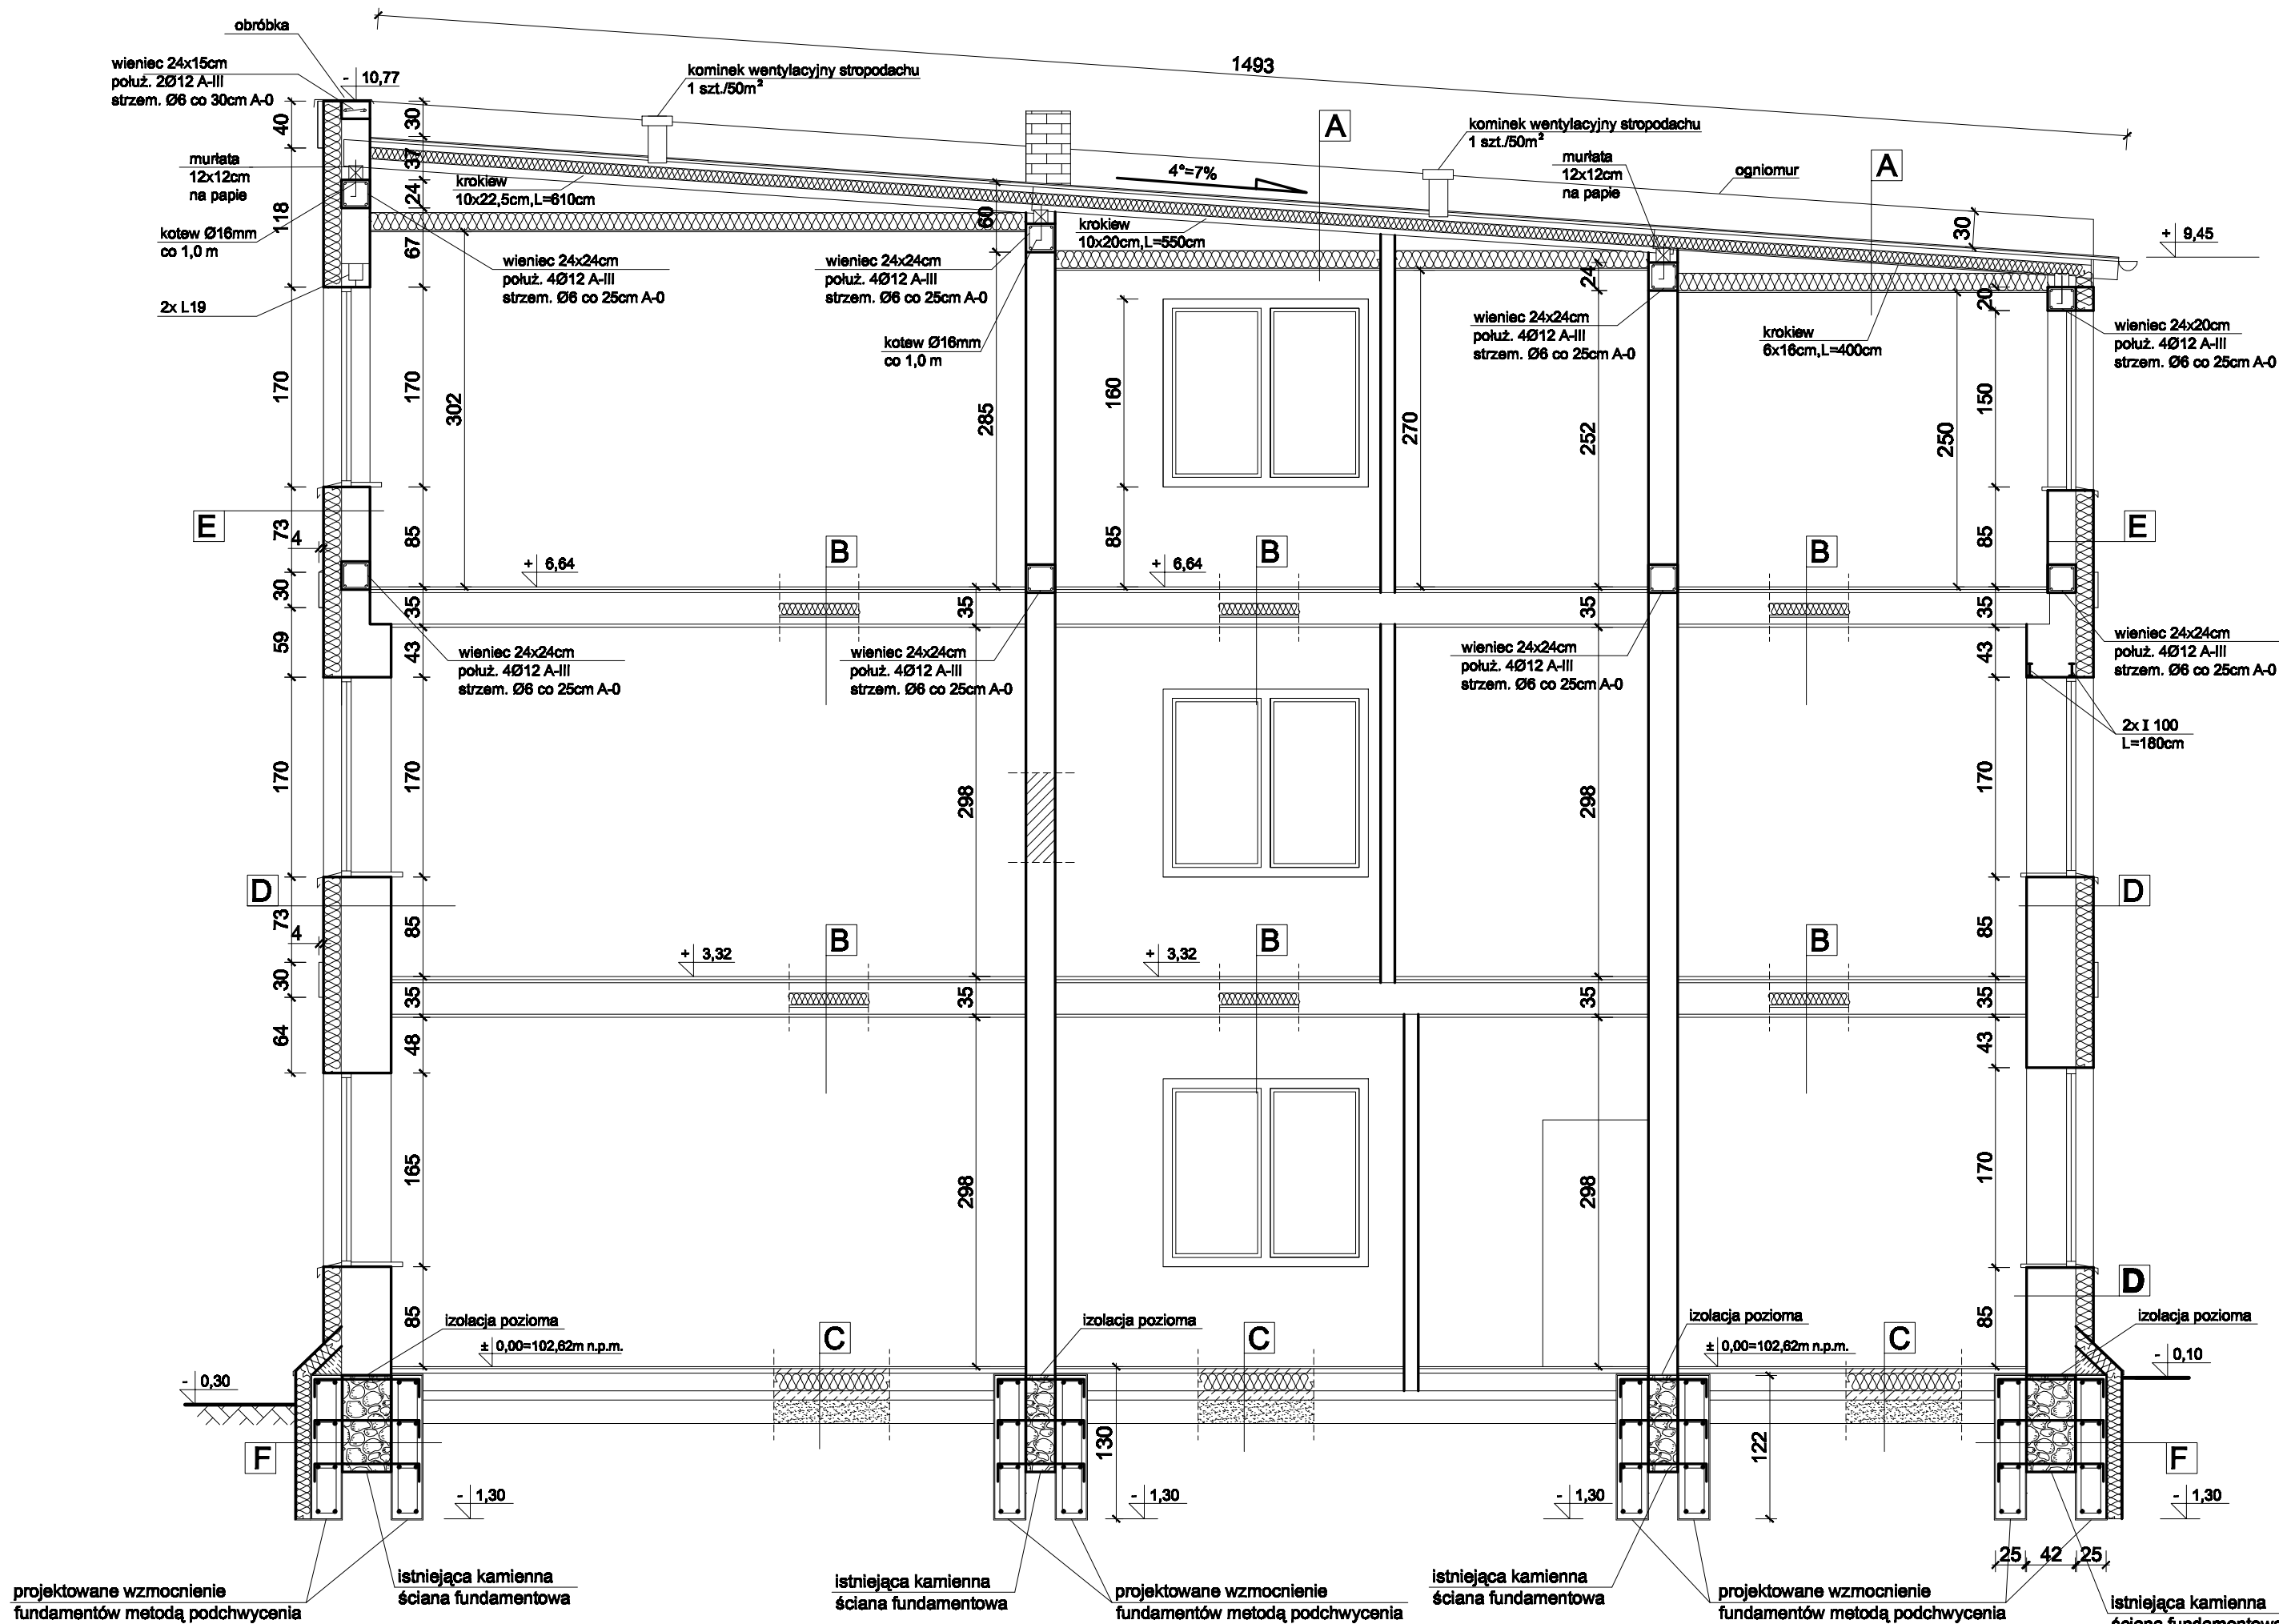 obróbka
wieniec 24x15cm
połuż. 2Ø12 A-III
strzem. Ø6 co 30cm A-0
- 10,77
kominek wentylacyjny stropodachu
1 szt./50m²
1493
A
kominek wentylacyjny stropodachu
1 szt./50m²
murłata
12x12cm
na papie
4°=7%
ogniomur
A
40
30
37
24
118
67
murłata
12x12cm
na papie
krokiew
10x22,5cm,L=610cm
kotew Ø16mm
co 1,0 m
2x L19
wieniec 24x24cm
połuż. 4Ø12 A-III
strzem. Ø6 co 25cm A-0
wieniec 24x24cm
połuż. 4Ø12 A-III
strzem. Ø6 co 25cm A-0
60
krokiew
10x20cm,L=550cm
kotew Ø16mm
co 1,0 m
24
wieniec 24x24cm
połuż. 4Ø12 A-III
strzem. Ø6 co 25cm A-0
krokiew
6x16cm,L=400cm
30
+ 9,45
20
wieniec 24x20cm
połuż. 4Ø12 A-III
strzem. Ø6 co 25cm A-0
170
170
302
285
160
270
252
250
150
E
73
4
85
85
85
E
+ 6,64
B
+ 6,64
B
B
30
35
35
35
35
59
43
43
wieniec 24x24cm
połuż. 4Ø12 A-III
strzem. Ø6 co 25cm A-0
wieniec 24x24cm
połuż. 4Ø12 A-III
strzem. Ø6 co 25cm A-0
wieniec 24x24cm
połuż. 4Ø12 A-III
strzem. Ø6 co 25cm A-0
wieniec 24x24cm
połuż. 4Ø12 A-III
strzem. Ø6 co 25cm A-0
2x I 100
L=180cm
170
170
298
298
170
D
73
4
85
85
D
+ 3,32
B
+ 3,32
B
B
30
35
35
35
35
64
48
43
165
298
298
170
85
85
D
izolacja pozioma
± 0,00=102,62m n.p.m.
C
izolacja pozioma
C
izolacja pozioma
± 0,00=102,62m n.p.m.
C
izolacja pozioma
- 0,30
- 0,10
F
130
122
F
- 1,30
- 1,30
- 1,30
- 1,30
25
42
25
projektowane wzmocnienie
fundamentów metodą podchwycenia
istniejąca kamienna
ściana fundamentowa
istniejąca kamienna
ściana fundamentowa
projektowane wzmocnienie
fundamentów metodą podchwycenia
istniejąca kamienna
ściana fundamentowa
projektowane wzmocnienie
fundamentów metodą podchwycenia
istniejąca kamienna
ściana fundamentowa